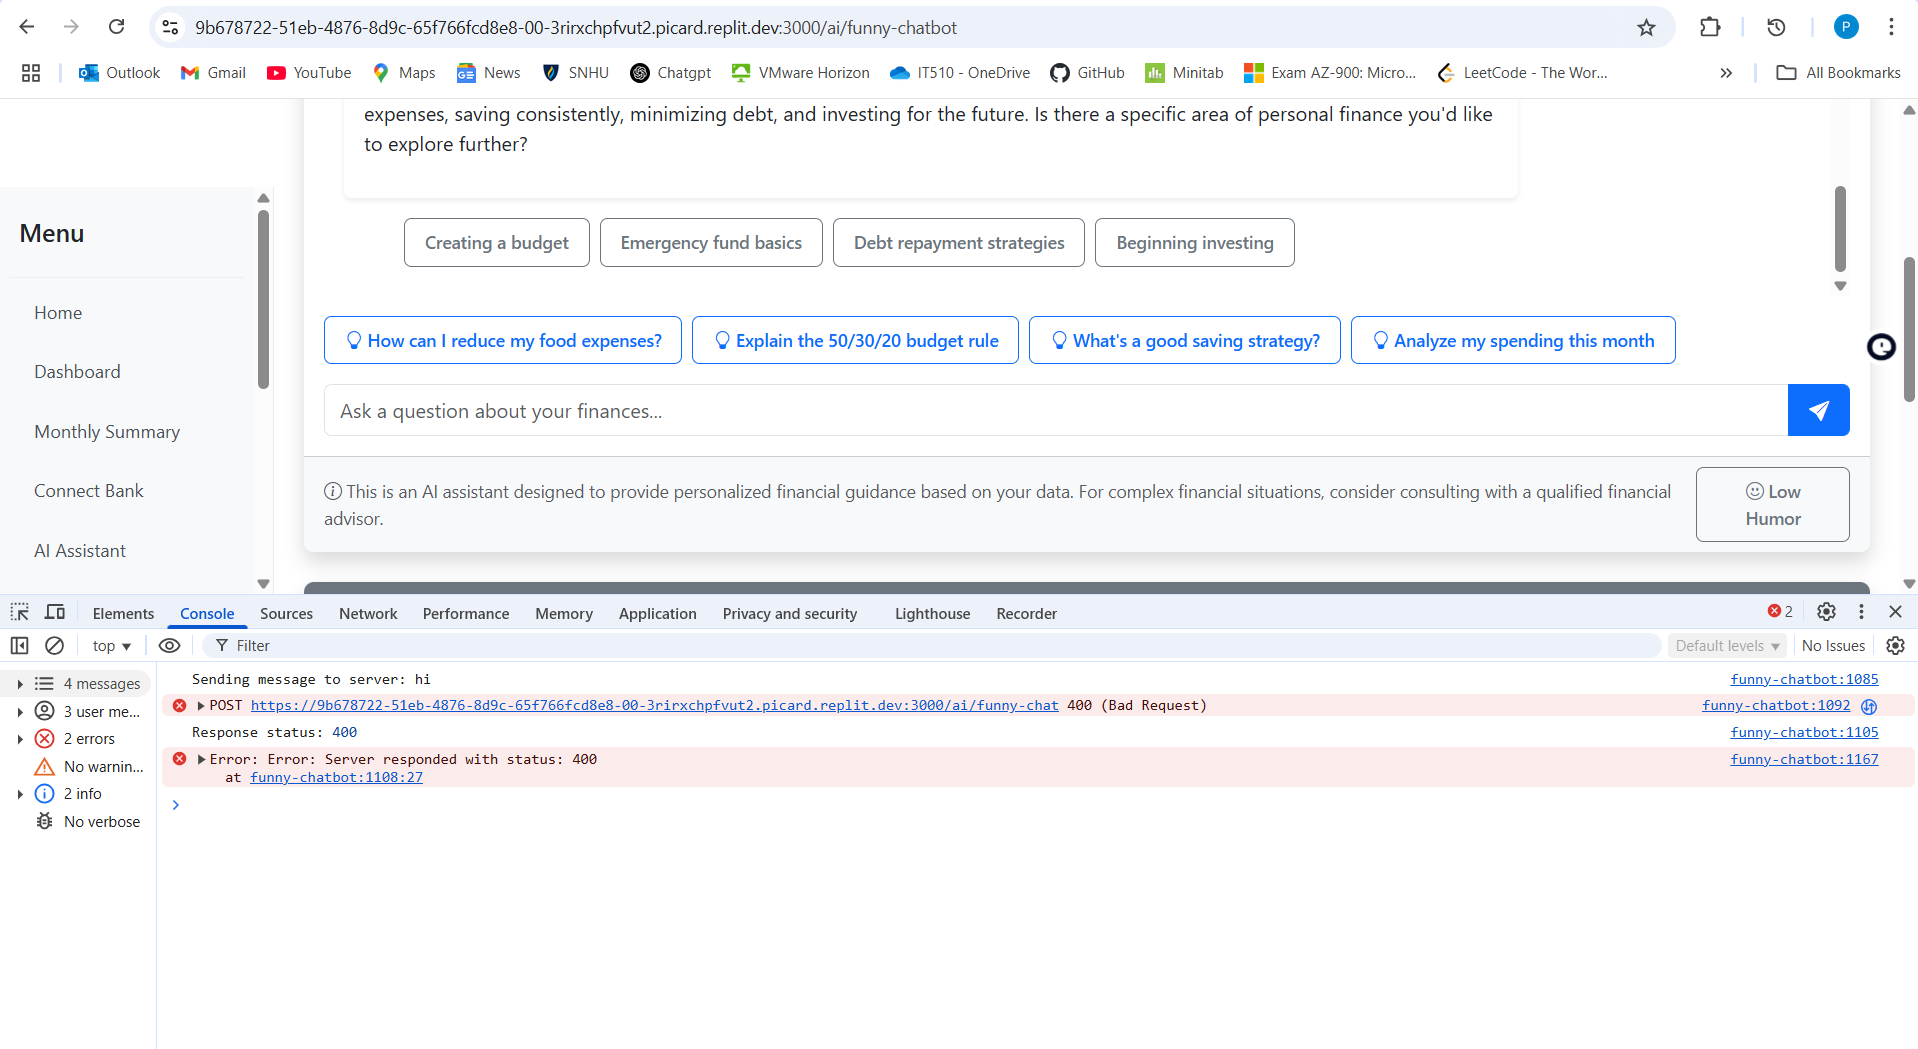 9b678722-51eb-4876-8d9c-65f766fcd8e8-00-3rirxchpfvut2.picard.replit.dev:3000/ai/funny-chatbot
P
Outlook Gmail YouTube Maps News SNHU Chatgpt VMware Horizon IT510 - OneDrive GitHub Minitab Exam AZ-900: Micro... LeetCode - The Wor... » All Bookmarks
expenses, saving consistently, minimizing debt, and investing for the future. Is there a specific area of personal finance you'd like
to explore further?
Creating a budget Emergency fund basics Debt repayment strategies Beginning investing
Menu
Home
Dashboard
Monthly Summary
Connect Bank
AI Assistant
How can I reduce my food expenses? Explain the 50/30/20 budget rule What's a good saving strategy? Analyze my spending this month
Ask a question about your finances...
This is an AI assistant designed to provide personalized financial guidance based on your data. For complex financial situations, consider consulting with a qualified financial
advisor.
Low
Humor
Elements Console Sources Network Performance Memory Application Privacy and security Lighthouse Recorder 2
top Filter Default levels No Issues
4 messages
3 user me...
2 errors
No warnin...
2 info
No verbose
Sending message to server: hi funny-chatbot:1085
POST https://9b678722-51eb-4876-8d9c-65f766fcd8e8-00-3rirxchpfvut2.picard.replit.dev:3000/ai/funny-chat 400 (Bad Request) funny-chatbot:1092
Response status: 400 funny-chatbot:1105
Error: Error: Server responded with status: 400 funny-chatbot:1167
at funny-chatbot:1108:27